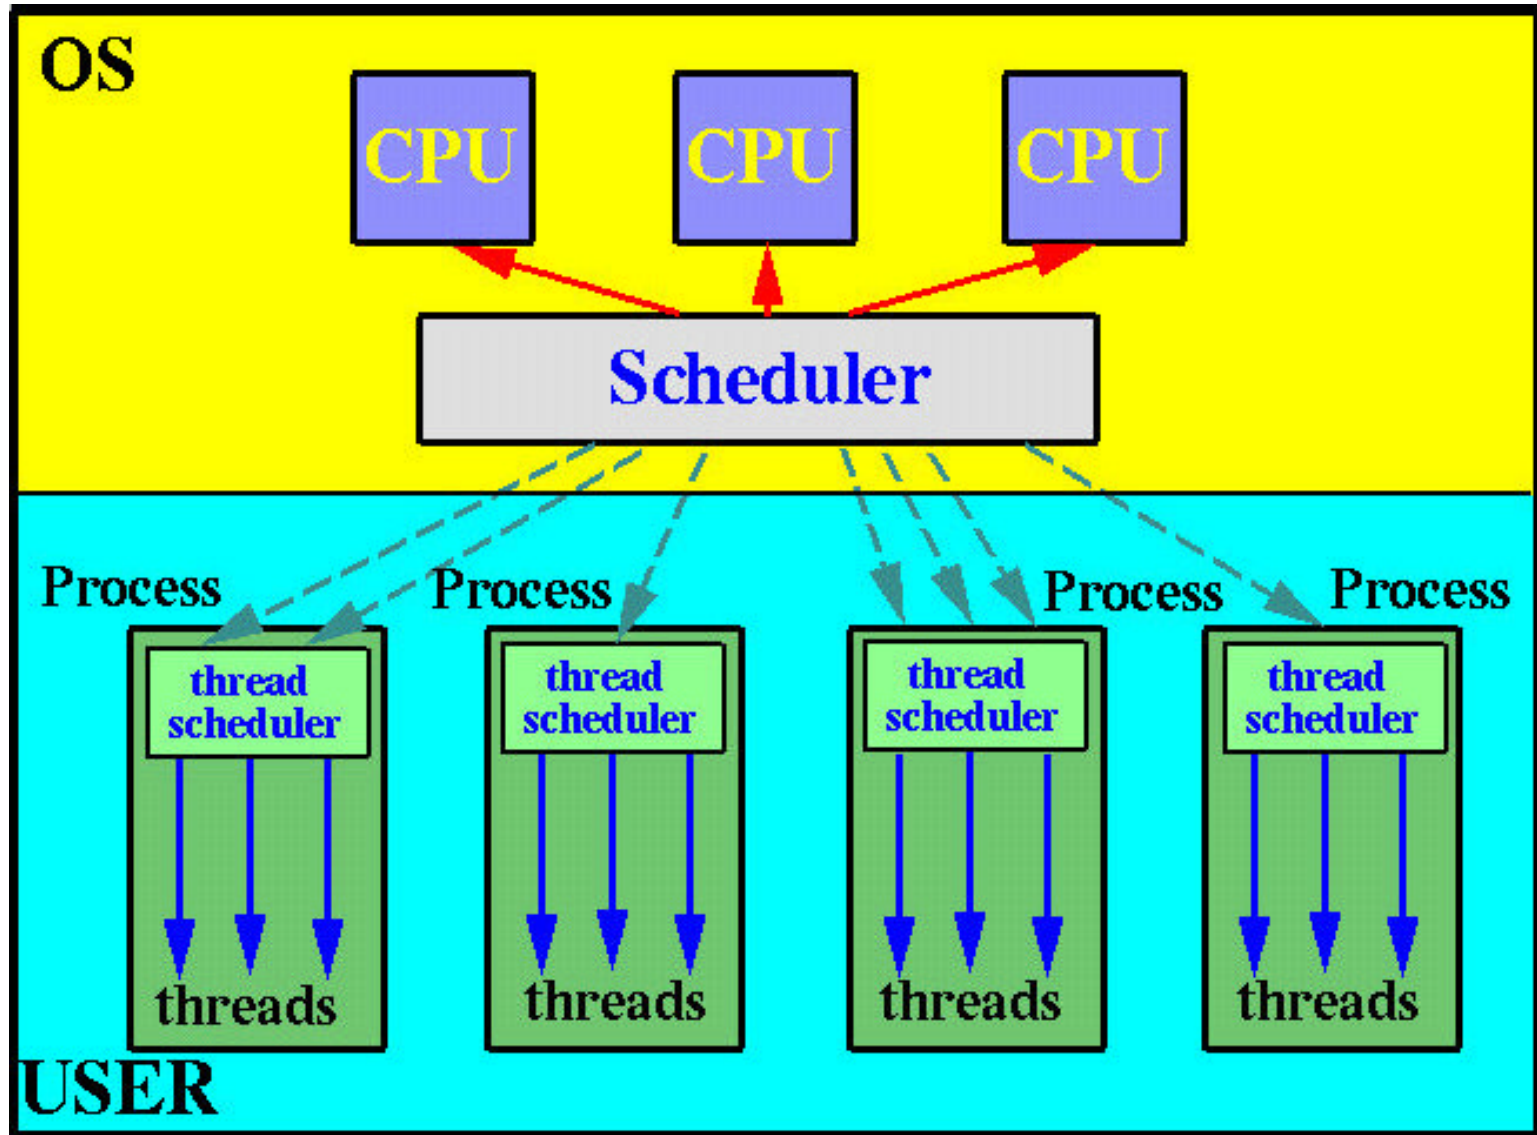 OS
CPU
CPU
CPU
Scheduler
Process
Process
Process
Process
thread
scheduler
thread
scheduler
thread
scheduler
thread
scheduler
threads
threads
threads
threads
USER